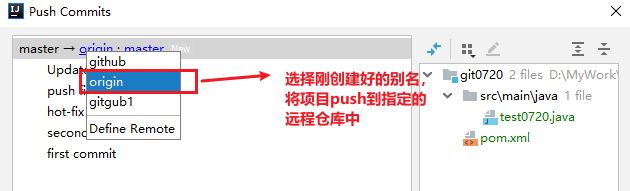 Push Commits
master → origin : master New
github
origin
gitgub1
Define Remote
Update
push
hot-fix
second
first commit
选择刚创建好的别名，
将项目push到指定的
远程仓库中
git0720 2 files D:\MyWork\
src\main\java 1 file
test0720.java
pom.xml